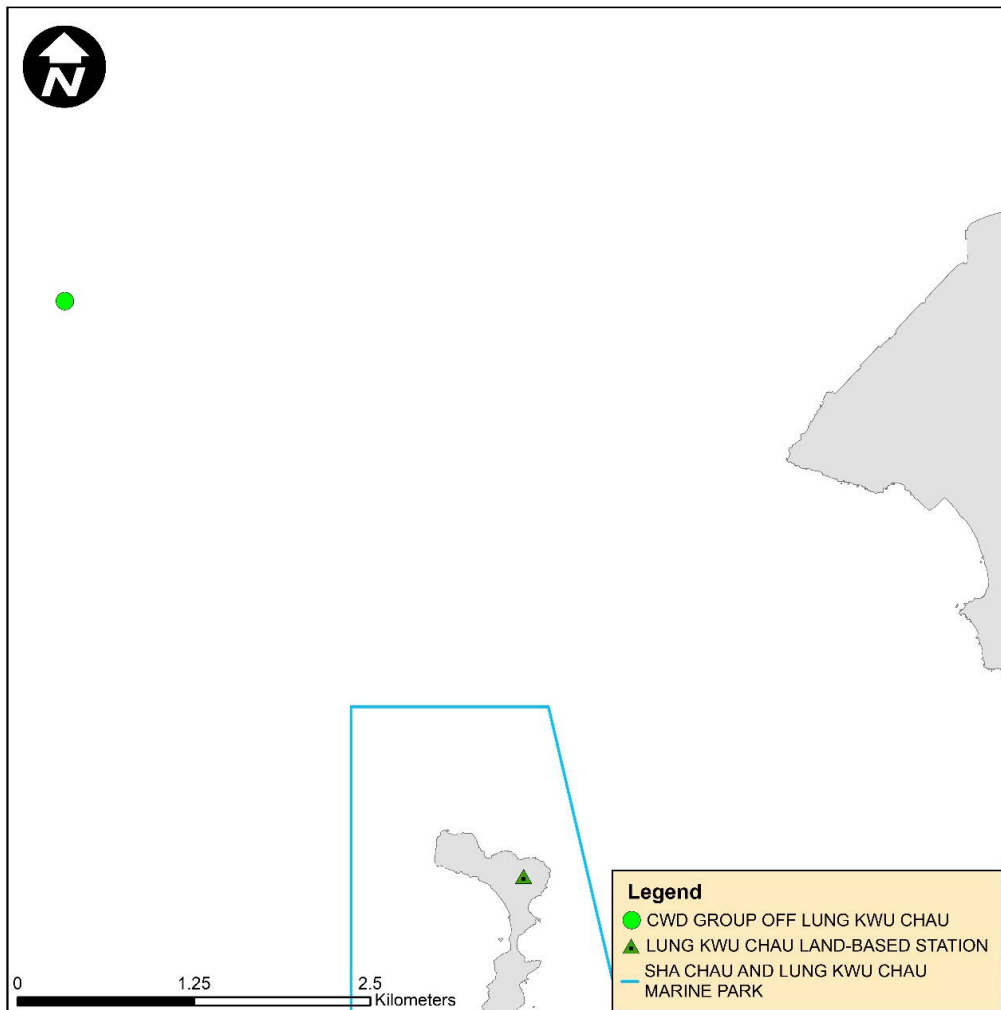 N
Legend
CWD GROUP OFF LUNG KWU CHAU
LUNG KWU CHAU LAND-BASED STATION
SHA CHAU AND LUNG KWU CHAU
MARINE PARK
0 1.25 2.5
Kilometers